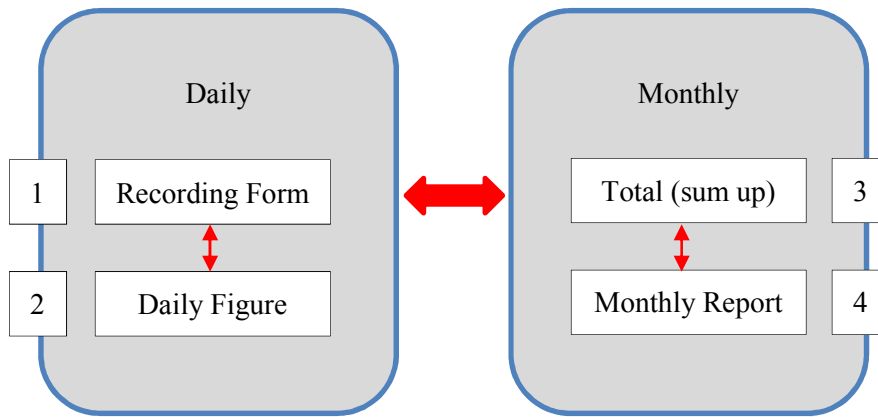 Daily
1
Recording Form
2
Daily Figure
Monthly
Total (sum up)
3
Monthly Report
4